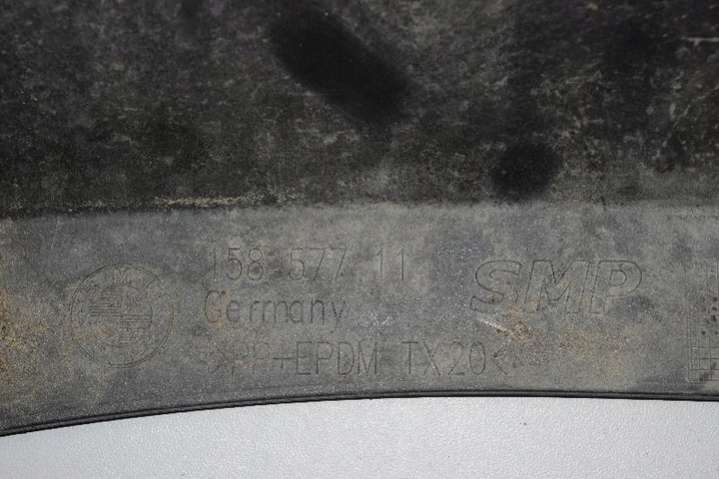 158 577 11
SMP
Germany
>PP+EPDM TX20<